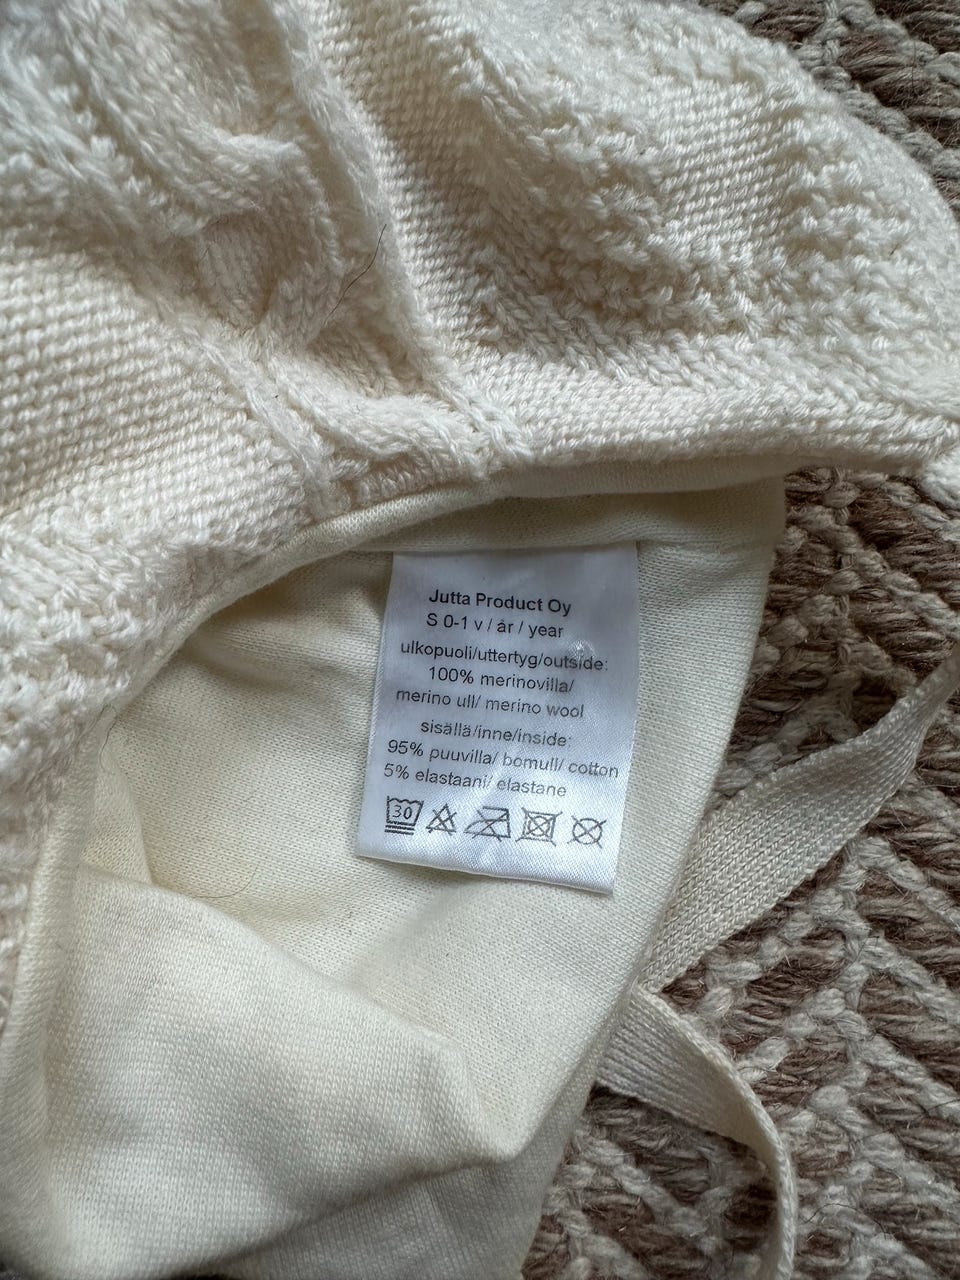 Jutta Product Oy
S 0-1 v / år / year
ulkopuoli/uttertyg/outside:
100% merinovilla/
merino ull/ merino wool
sisällä/inne/inside:
95% puuvilla/ bomull/ cotton
5% elastaani/ elastane
30